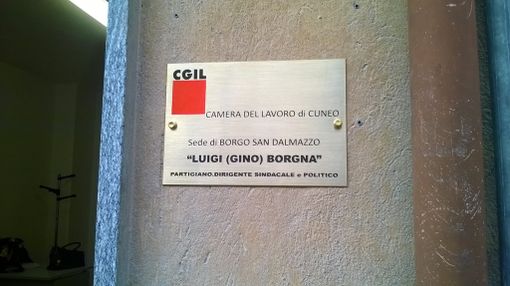 CGIL
CAMERA DEL LAVORO di CUNEO
Sede di BORGO SAN DALMAZZO
“LUIGI (GINO) BORGNA”
PARTIGIANO.DIRIGENTE SINDACALE e POLITICO